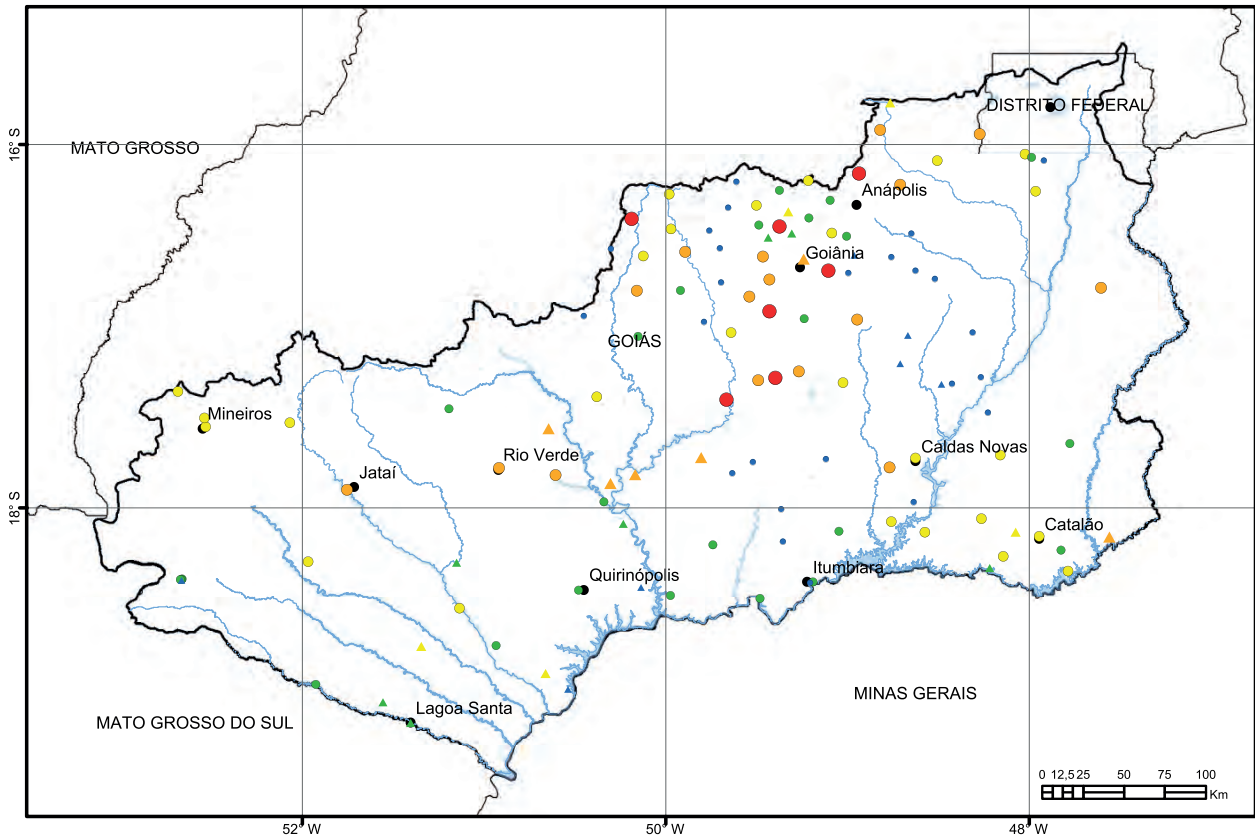 DISTRITO FEDERAL
MATO GROSSO
16° S
Anápolis
Goiânia
GOIÁS
Mineiros
Rio Verde
Caldas Novas
Jataí
18° S
Catalão
Quirinópolis
Itumbiara
Lagoa Santa
MINAS GERAIS
MATO GROSSO DO SUL
0 12,5 25 50 75 100
Km
52° W 50° W 48° W